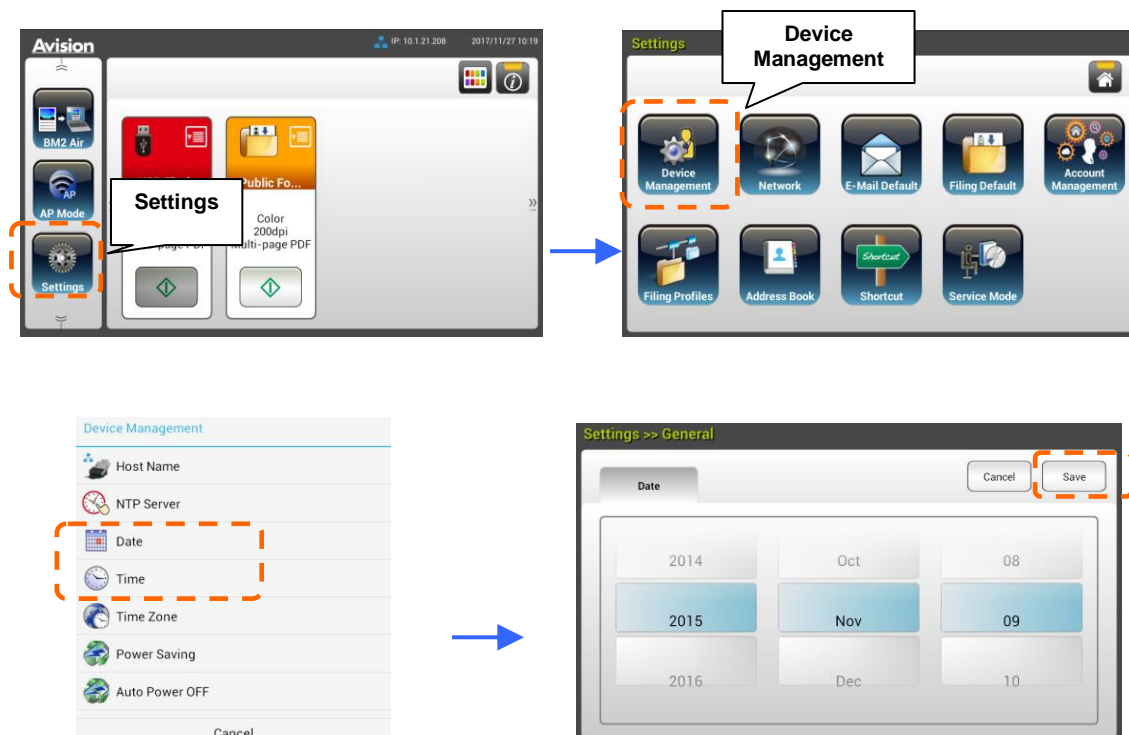 Avision
IP: 10.1.21.208 2017/11/27 10:19
BM2 Air
AP
AP Mode
Settings
Settings
Public Fo...
Color
200dpi
Multi-page PDF
Settings
Device
Management
Device
Management
Network
E-Mail Default
Filing Default
Account
Management
Filing Profiles
Address Book
Shortcut
Shortcut
Service Mode
Device Management
Host Name
NTP Server
Date
Time
Time Zone
Power Saving
Auto Power OFF
Cancel
Settings >> General
Date
Cancel
Save
2014 Oct 08
2015 Nov 09
2016 Dec 10